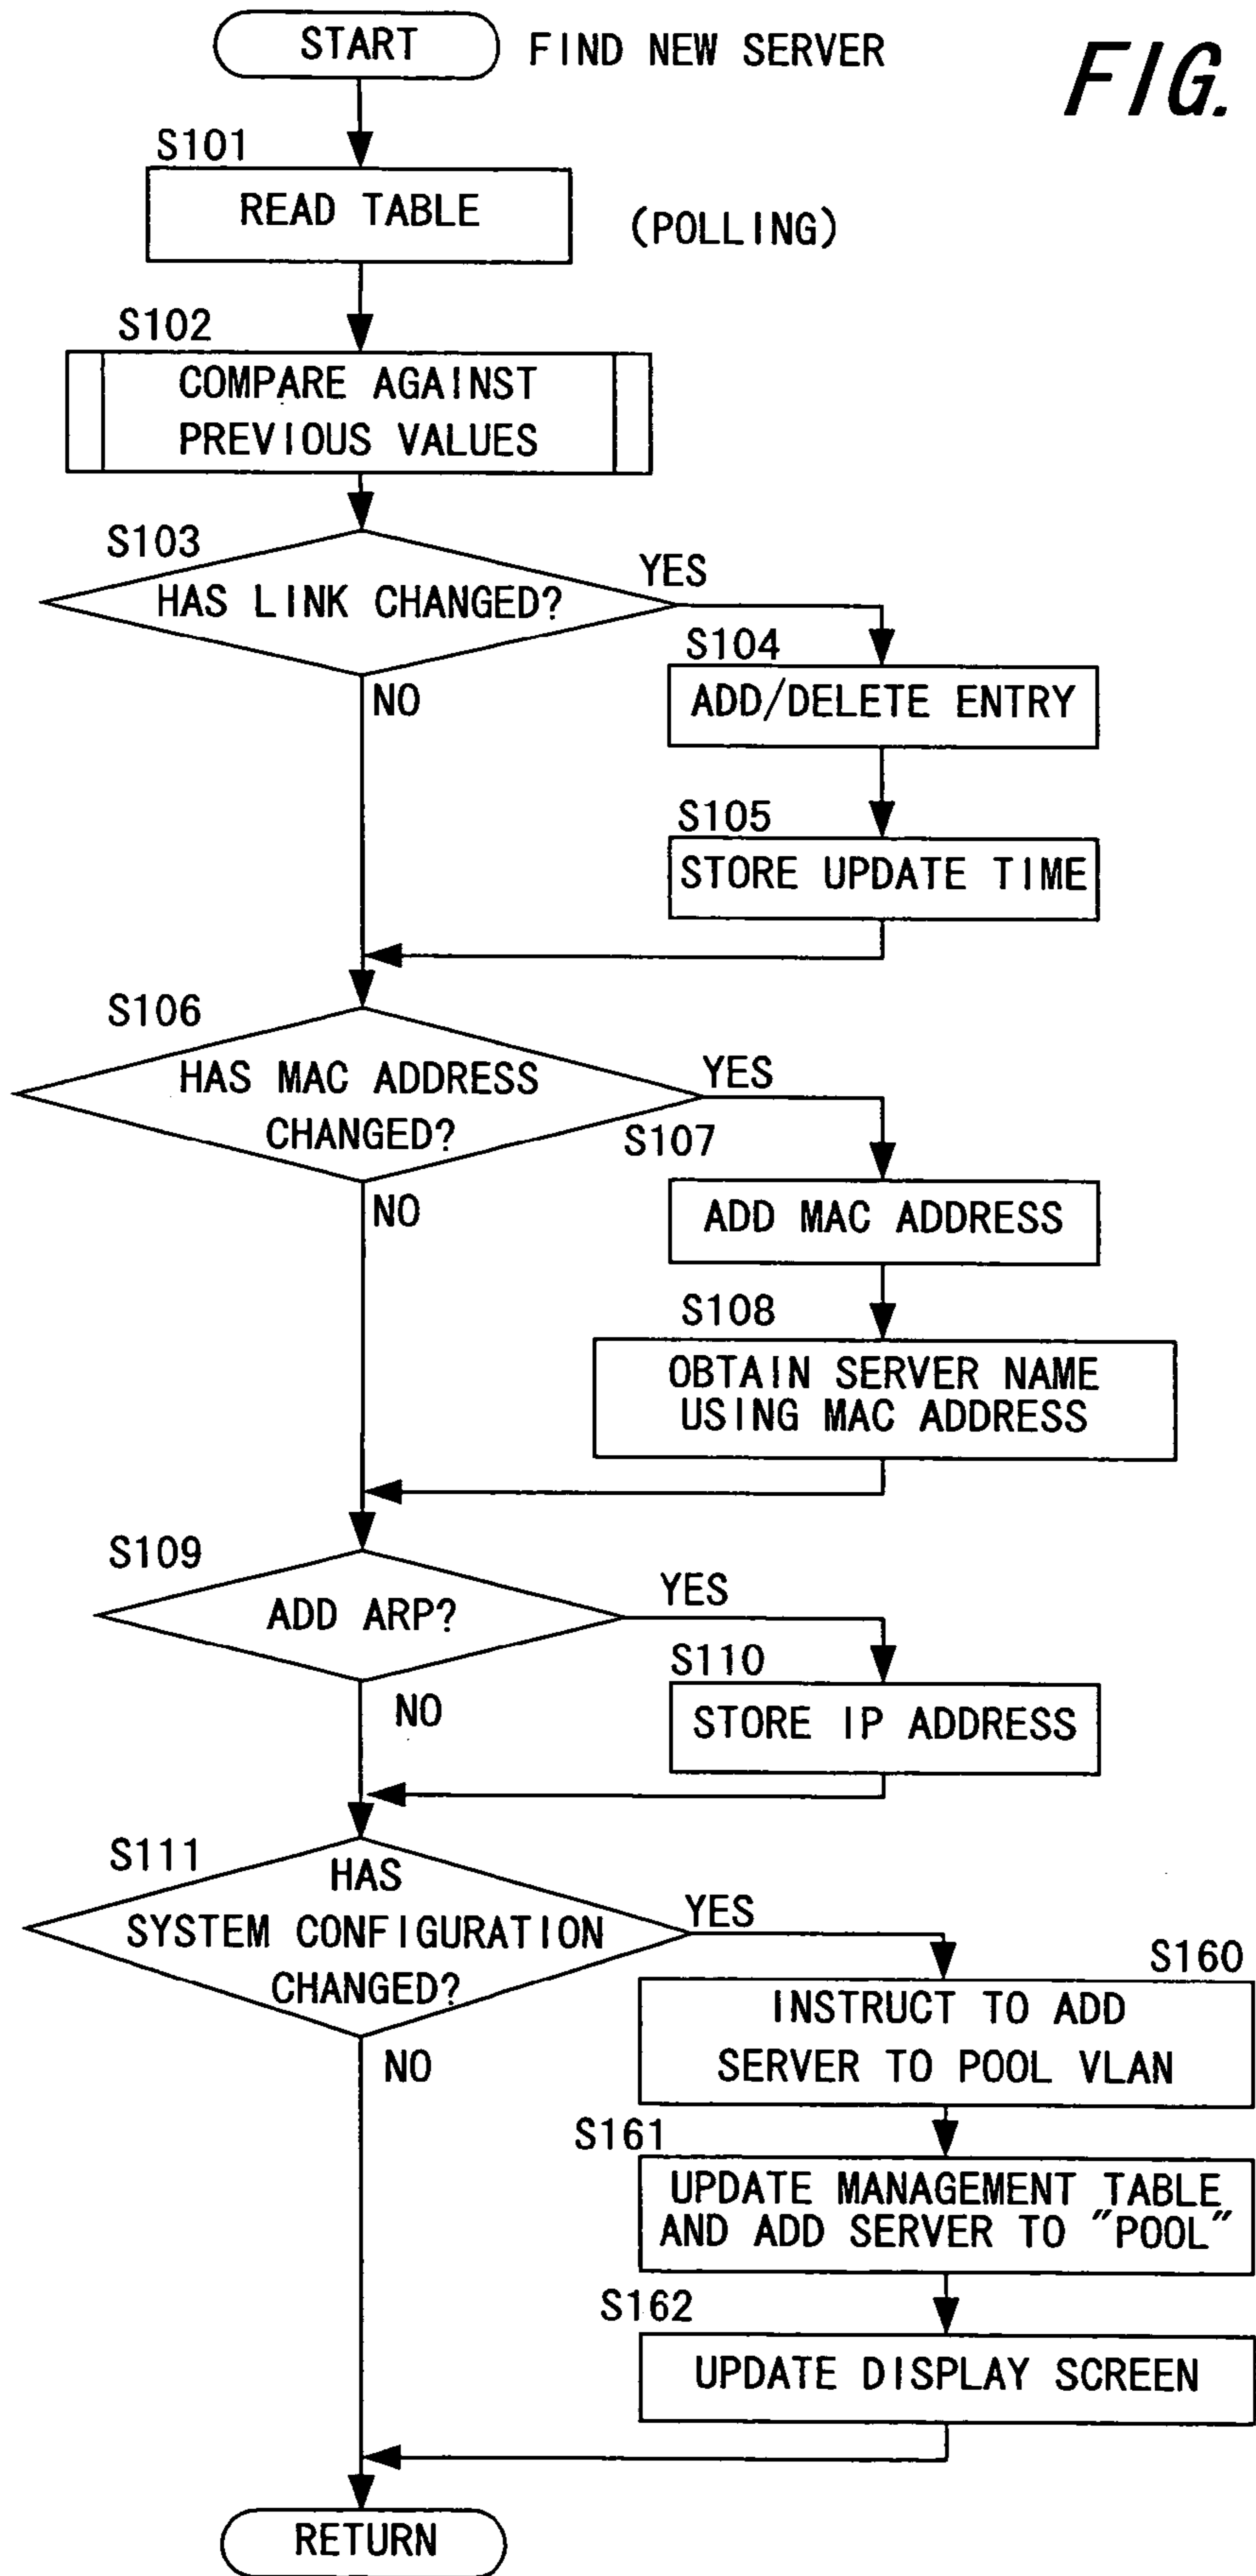 START
FIND NEW SERVER
FIG.
S101
READ TABLE
(POLLING)
S102
COMPARE AGAINST
PREVIOUS VALUES
S103
HAS LINK CHANGED?
YES
NO
S104
ADD/DELETE ENTRY
S105
STORE UPDATE TIME
S106
HAS MAC ADDRESS
CHANGED?
YES
NO
S107
ADD MAC ADDRESS
S108
OBTAIN SERVER NAME
USING MAC ADDRESS
S109
ADD ARP?
YES
NO
S110
STORE IP ADDRESS
S111
HAS
SYSTEM CONFIGURATION
CHANGED?
YES
NO
S160
INSTRUCT TO ADD
SERVER TO POOL VLAN
S161
UPDATE MANAGEMENT TABLE
AND ADD SERVER TO "POOL"
S162
UPDATE DISPLAY SCREEN
RETURN